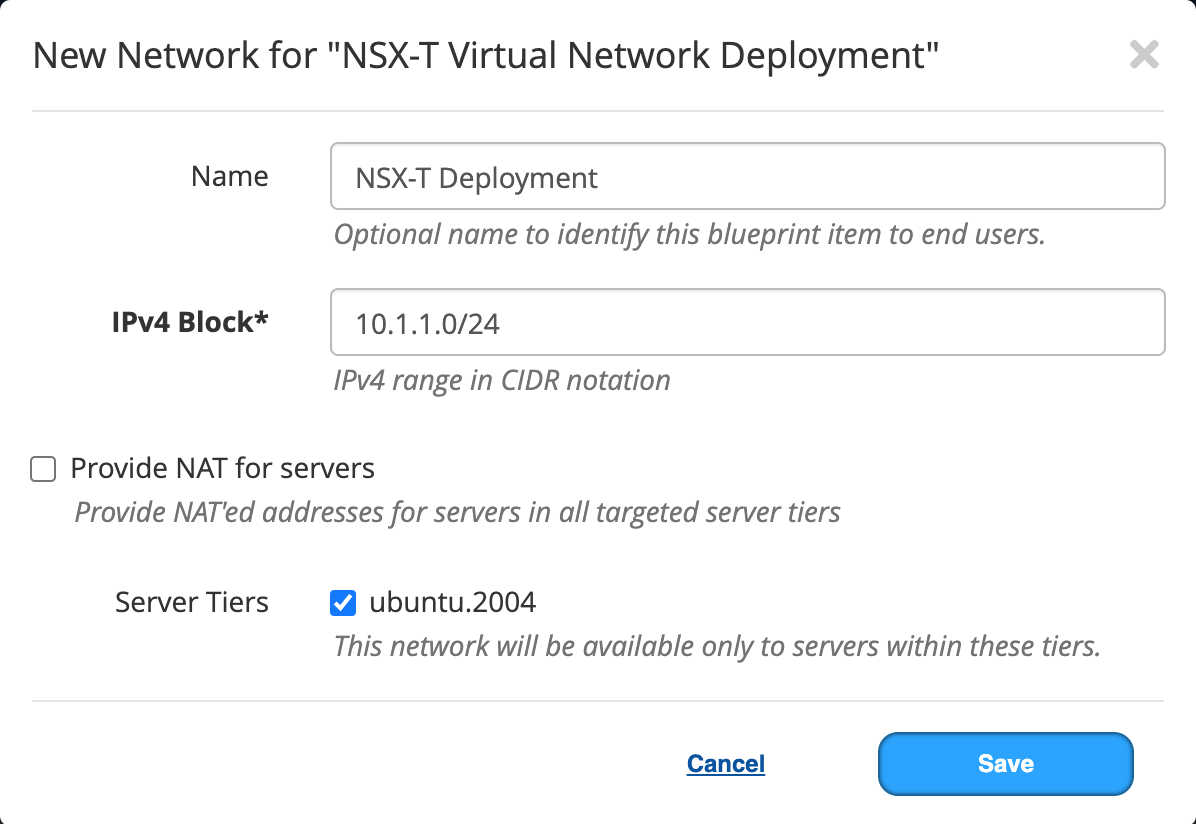 New Network for "NSX-T Virtual Network Deployment"
Name
NSX-T Deployment
Optional name to identify this blueprint item to end users.
IPv4 Block*
10.1.1.0/24
IPv4 range in CIDR notation
Provide NAT for servers
Provide NAT'ed addresses for servers in all targeted server tiers
Server Tiers
ubuntu.2004
This network will be available only to servers within these tiers.
Cancel
Save